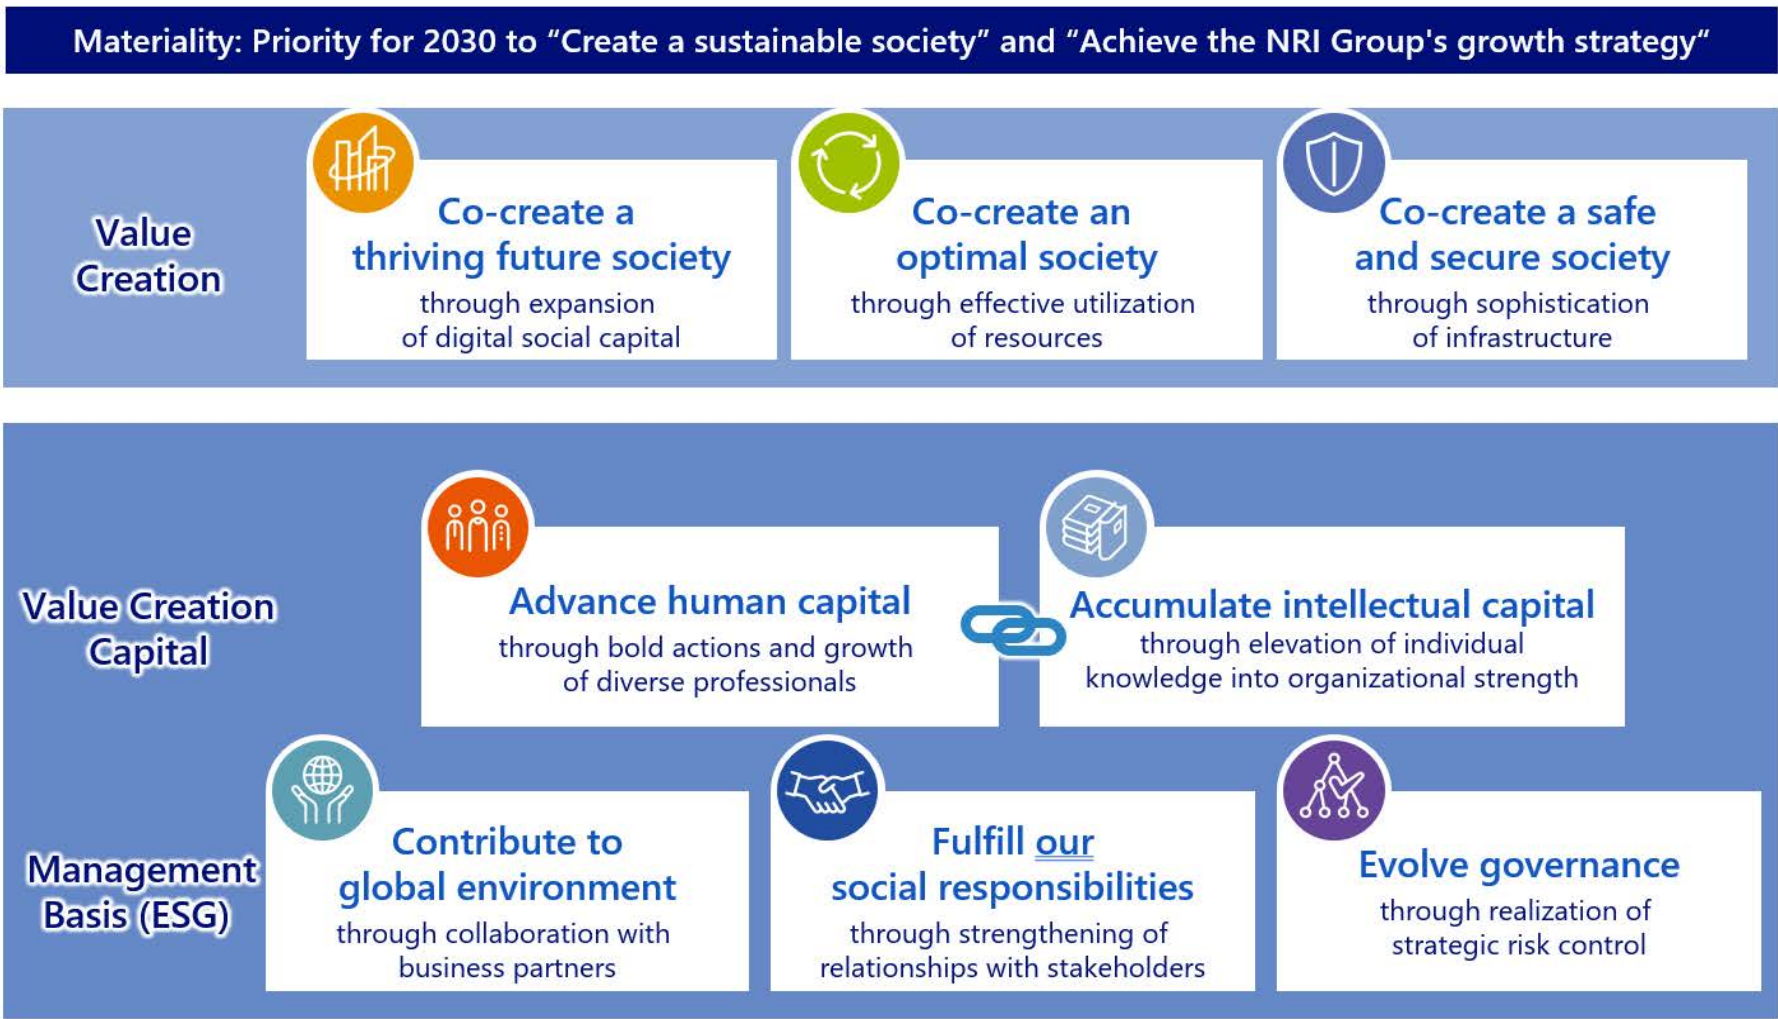 Materiality: Priority for 2030 to “Create a sustainable society” and “Achieve the NRI Group's growth strategy“
Value
Creation
Co-create a
thriving future society
through expansion
of digital social capital
Co-create an
optimal society
through effective utilization
of resources
Co-create a safe
and secure society
through sophistication
of infrastructure
Value Creation
Capital
Advance human capital
through bold actions and growth
of diverse professionals
Accumulate intellectual capital
through elevation of individual
knowledge into organizational strength
Management
Basis (ESG)
Contribute to
global environment
through collaboration with
business partners
Fulfill our
social responsibilities
through strengthening of
relationships with stakeholders
Evolve governance
through realization of
strategic risk control